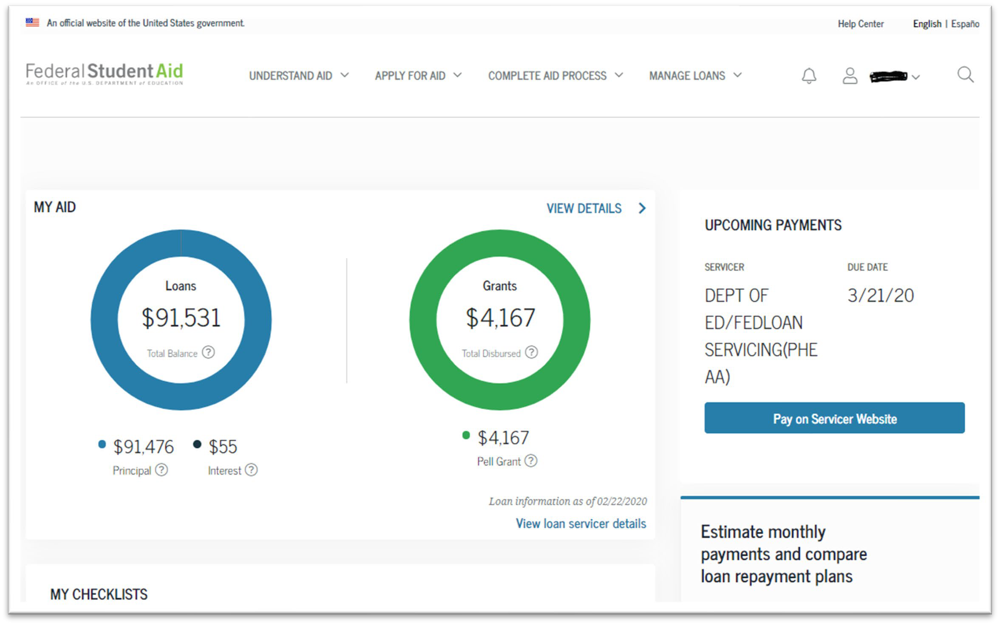 An official website of the United States government.
Help Center
English | Españo
Federal Student Aid
An OFFICE of the U.S. DEPARTMENT of EDUCATION
UNDERSTAND AID
APPLY FOR AID
COMPLETE AID PROCESS
MANAGE LOANS
MY AID
VIEW DETAILS
Loans
$91,531
Total Balance ?
$91,476
Principal ?
$55
Interest ?
Grants
$4,167
Total Disbursed ?
$4,167
Pell Grant ?
Loan information as of 02/22/2020
View loan servicer details
UPCOMING PAYMENTS
SERVICER
DEPT OF
ED/FEDLOAN
SERVICING(PHE
AA)
DUE DATE
3/21/20
Pay on Servicer Website
Estimate monthly
payments and compare
loan repayment plans
MY CHECKLISTS